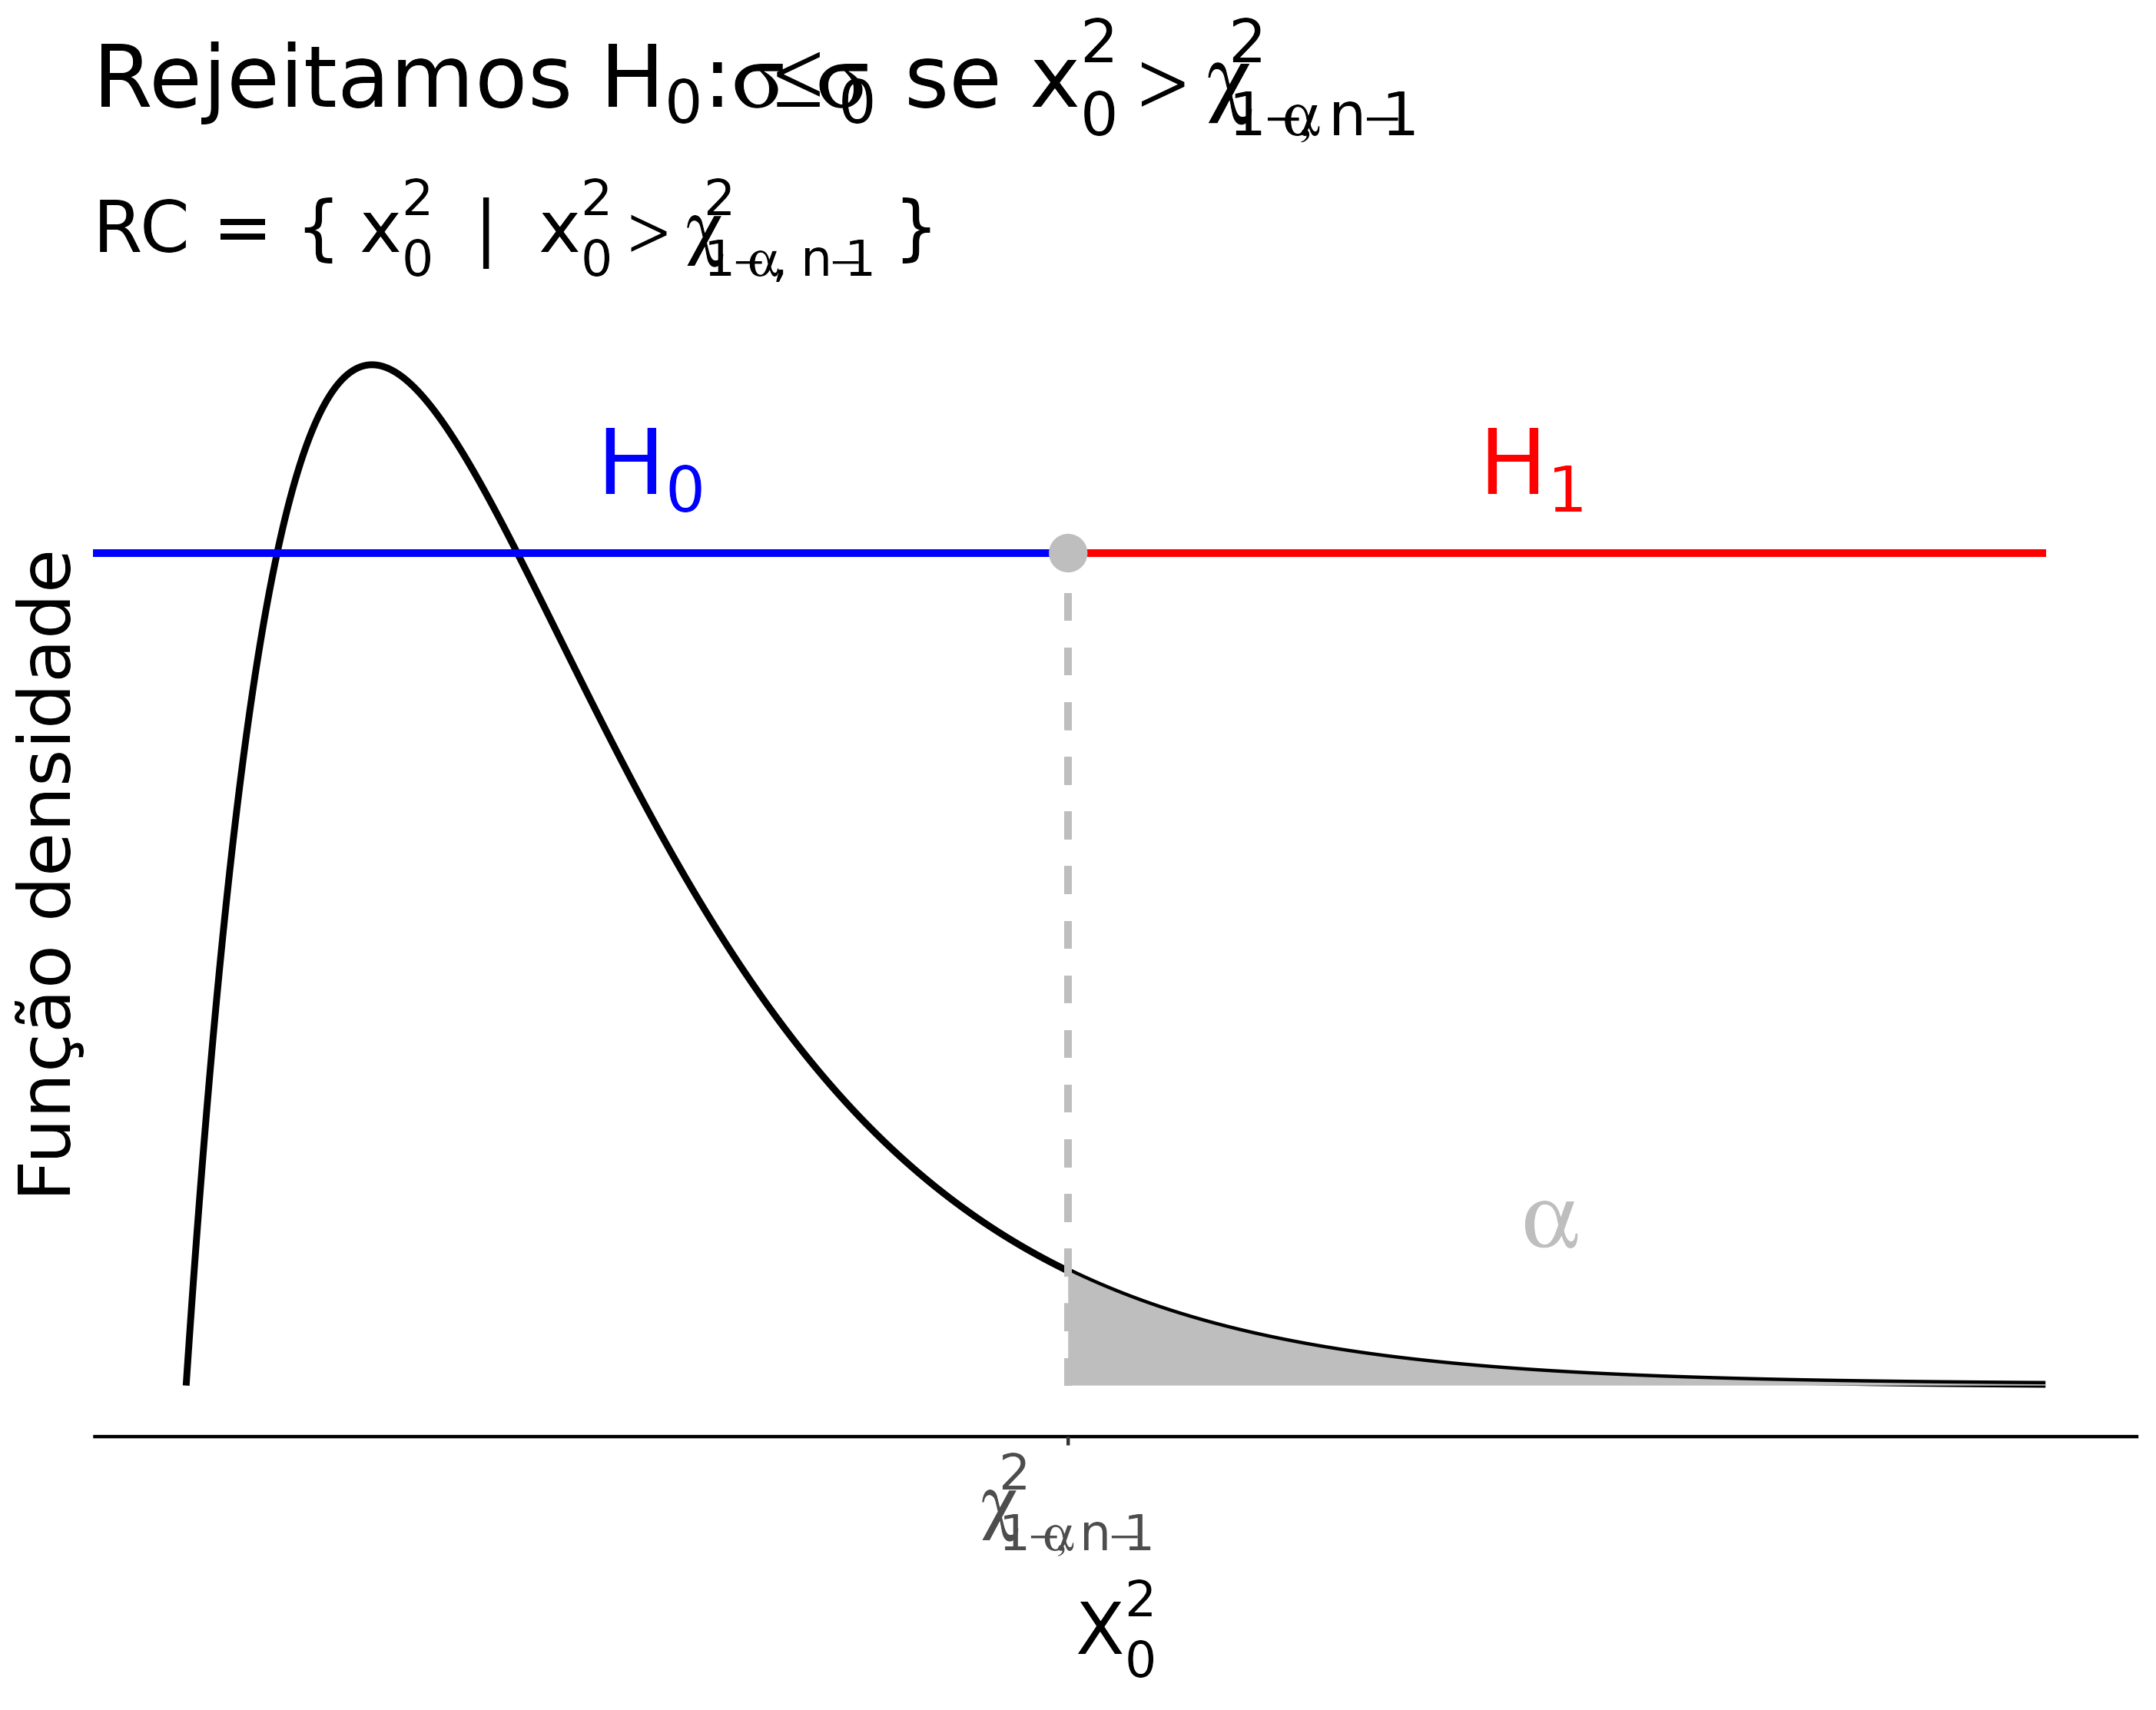 Rejeitamos H₀:σ≤σ₀ se x₀² > χ²₁₋α, ₙ₋₁
RC = { x₀² | x₀² > χ²₁₋α, ₙ₋₁ }
H₀
H₁
Função densidade
α
χ²₁₋α, ₙ₋₁
X₀²